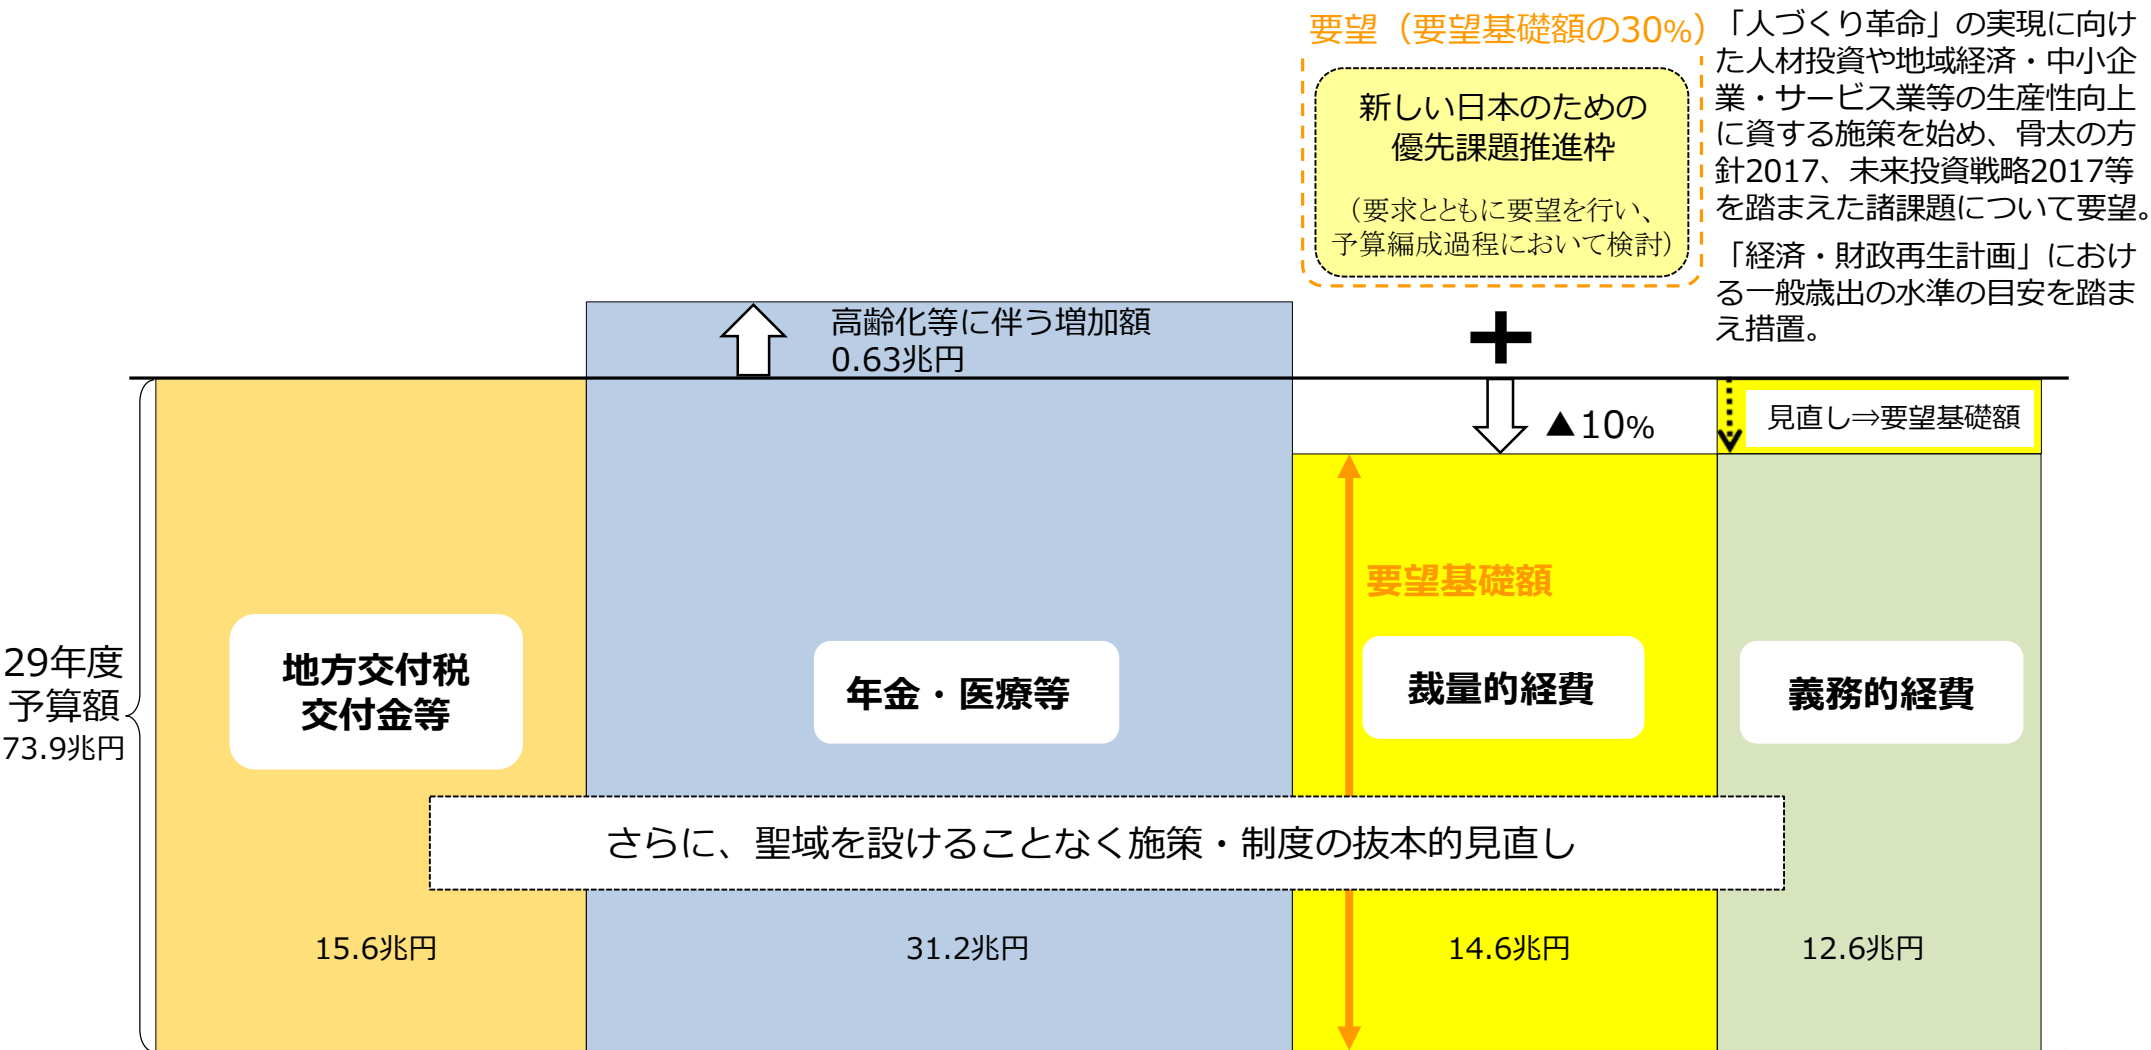 要望（要望基礎額の30%）
新しい日本のための
優先課題推進枠
（要求とともに要望を行い、
予算編成過程において検討）
「人づくり革命」の実現に向け
た人材投資や地域経済・中小企
業・サービス業等の生産性向上
に資する施策を始め、骨太の方
針2017、未来投資戦略2017等
を踏まえた諸課題について要望。
「経済・財政再生計画」におけ
る一般歳出の水準の目安を踏ま
え措置。
高齢化等に伴う増加額
0.63兆円
+
▲10%
見直し⇒要望基礎額
要望基礎額
29年度
予算額
73.9兆円
地方交付税
交付金等
年金・医療等
裁量的経費
義務的経費
さらに、聖域を設けることなく施策・制度の抜本的見直し
15.6兆円
31.2兆円
14.6兆円
12.6兆円